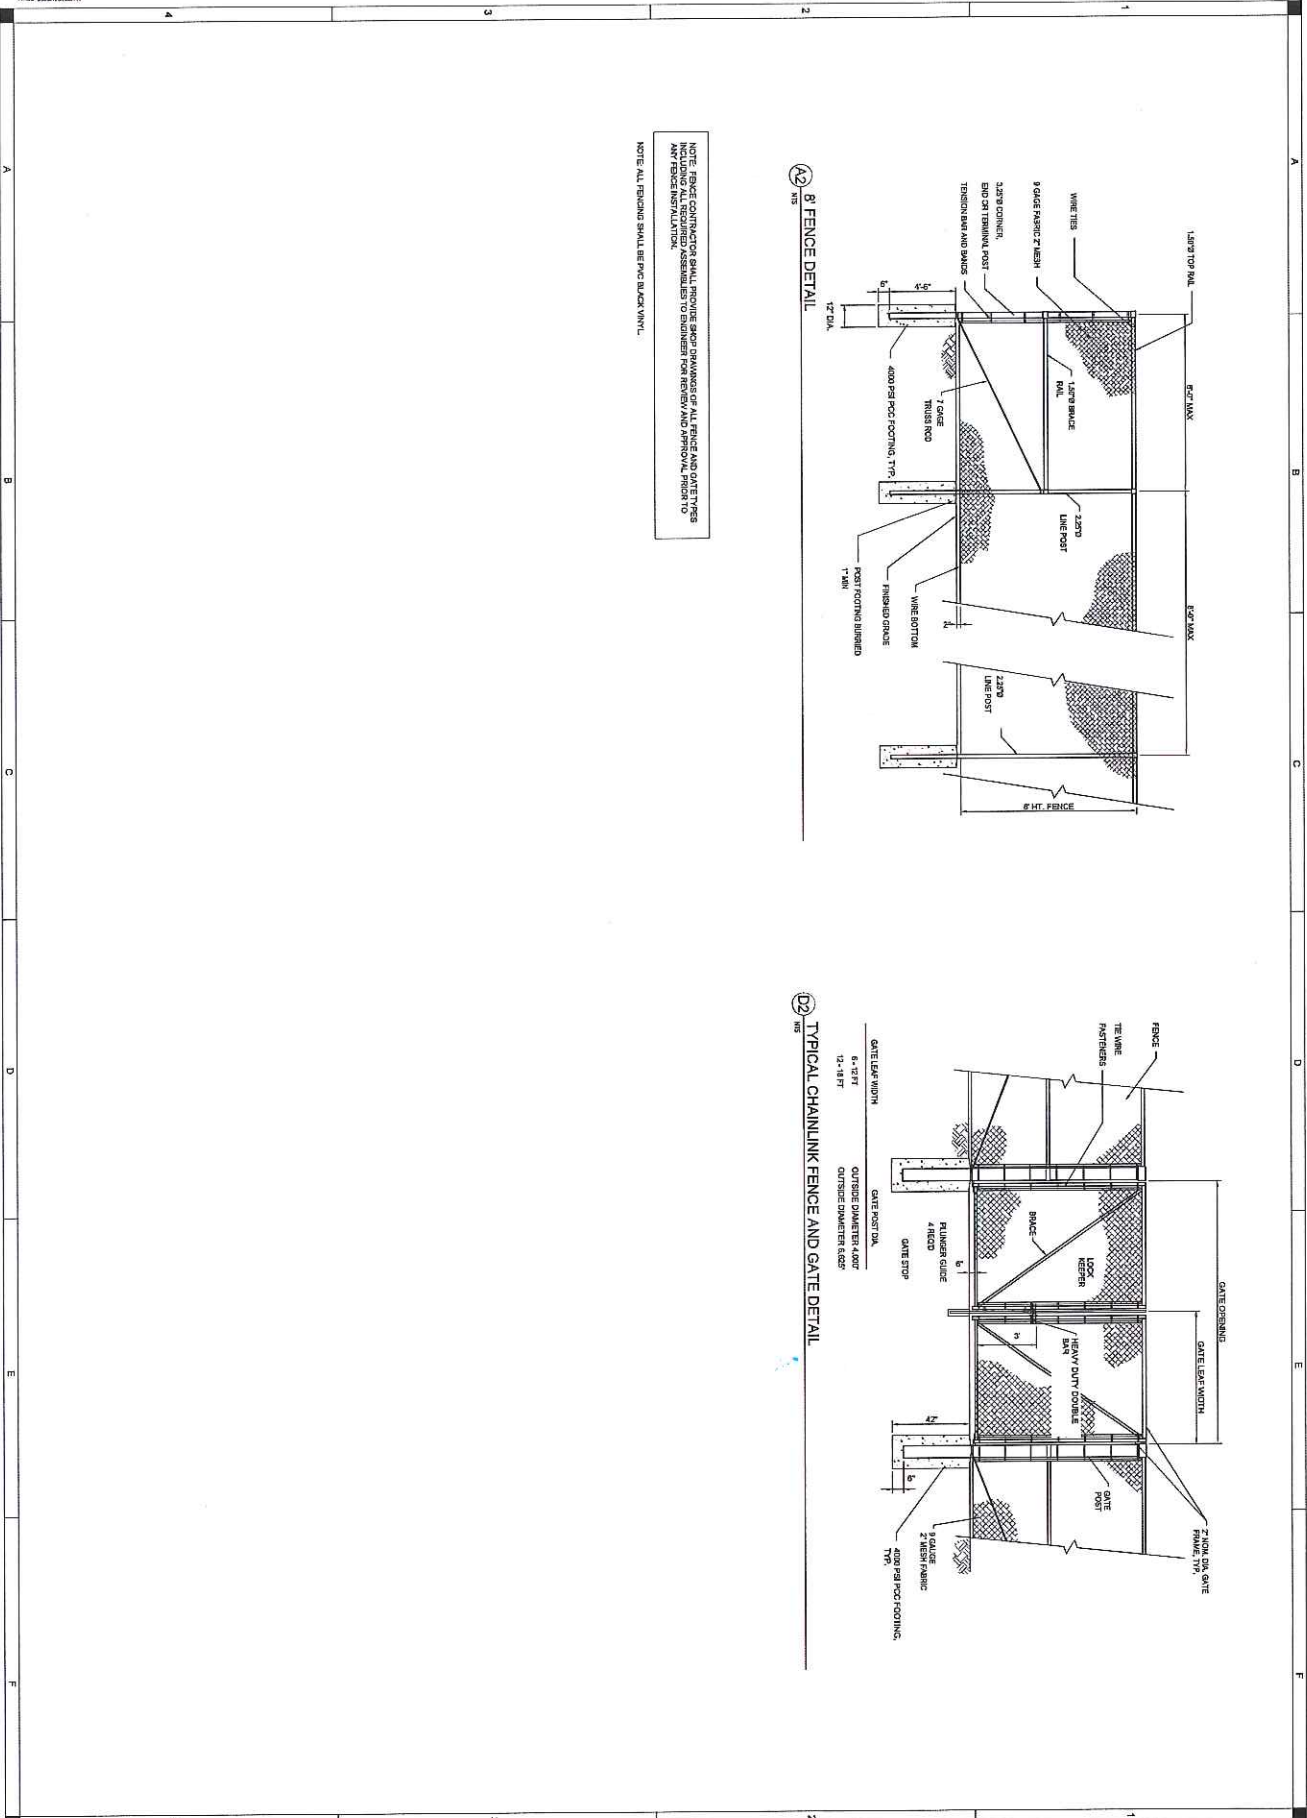 1.50"Ø TOP RAIL
8'-0" MAX
8'-0" MAX
WIRE TIES
9 GAGE FABRIC 2" MESH
3.25"Ø CORNER,
END OR TERMINAL POST
TENSION BAR AND BANDS
1.50"Ø BRACE
RAIL
2.25"Ø
LINE POST
7 GAGE
TRUSS ROD
2.25"Ø
LINE POST
8' HT. FENCE
2"
4'-6"
6"
12" DIA.
4000 PSI PCC FOOTING, TYP.
WIRE BOTTOM
FINISHED GRADE
POST FOOTING BURRIED
1" MIN
A2
8' FENCE DETAIL
NTS
NOTE: FENCE CONTRACTOR SHALL PROVIDE SHOP DRAWINGS OF ALL FENCE AND GATE TYPES
INCLUDING ALL REQUIRED ASSEMBLIES TO ENGINEER FOR REVIEW AND APPROVAL PRIOR TO
ANY FENCE INSTALLATION.
NOTE: ALL FENCING SHALL BE PVC BLACK VINYL.
GATE OPENING
GATE LEAF WIDTH
2" NOM. DIA. GATE
FRAME, TYP.
FENCE
TIE WIRE
FASTENERS
LOCK
KEEPER
BRACE
HEAVY DUTY DOUBLE
BAR
GATE
POST
PLUNGER GUIDE
4 REQ'D
GATE STOP
42"
6"
9 GAUGE
2" MESH FABRIC
4000 PSI PCC FOOTING,
TYP.
GATE LEAF WIDTH GATE POST DIA.
6 - 12 FT OUTSIDE DIAMETER 4.000"
12 - 18 FT OUTSIDE DIAMETER 6.625"
D2
TYPICAL CHAINLINK FENCE AND GATE DETAIL
NTS
A
B
C
D
E
F
A
B
C
D
E
F
1
2
3
4
1
2